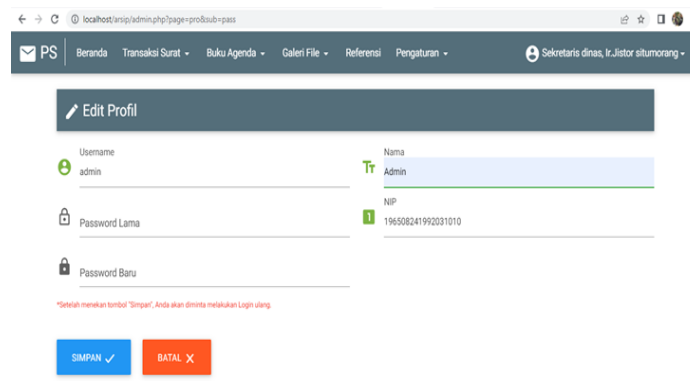 localhost/arsip/admin.php?page=pro&sub=pass
PS Beranda Transaksi Surat Buku Agenda Galeri File Referensi Pengaturan Sekretaris dinas, Ir.Jistor situmorang
Edit Profil
Username
admin
Nama
Admin
Password Lama
NIP
196508241992031010
Password Baru
*Setelah menekan tombol "Simpan", Anda akan diminta melakukan Login ulang.
SIMPAN BATAL